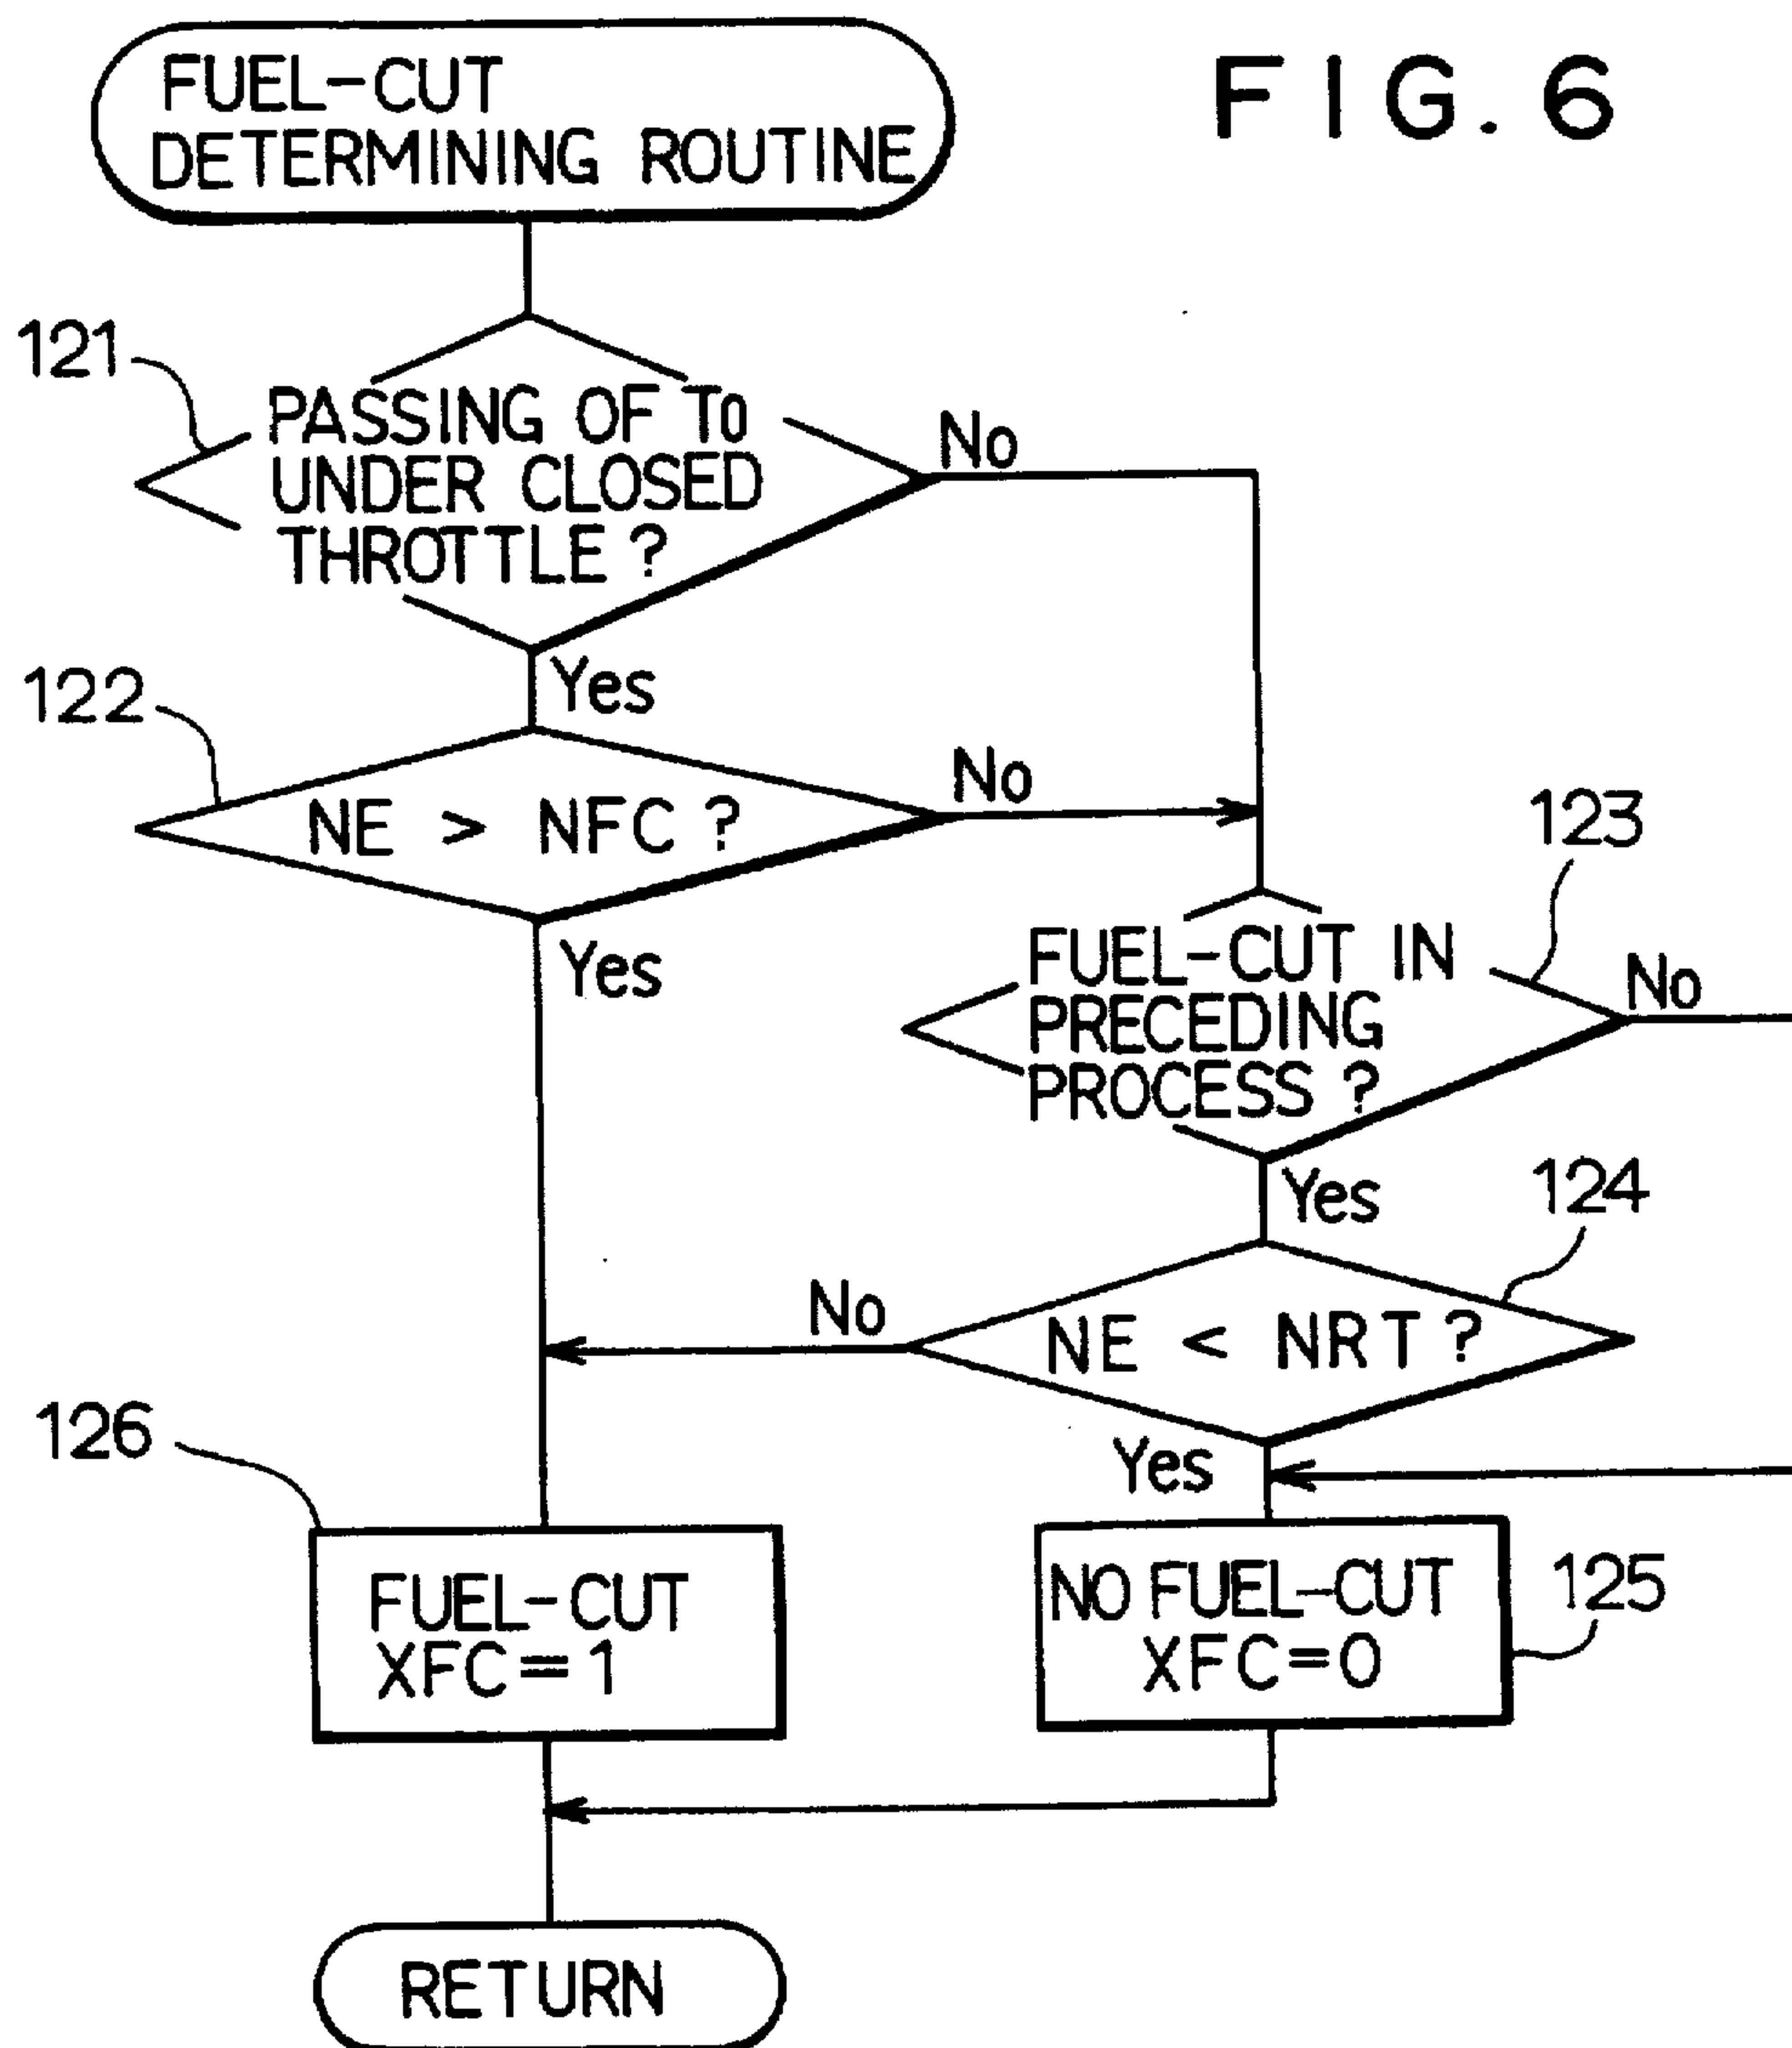 FIG. 6
FUEL-CUT
DETERMINING ROUTINE
121
PASSING OF To
UNDER CLOSED
THROTTLE ?
No
Yes
122
NE > NFC ?
No
Yes
123
FUEL-CUT IN
PRECEDING
PROCESS ?
No
Yes
124
NE < NRT ?
No
Yes
126
FUEL-CUT
XFC=1
NO FUEL-CUT
XFC=0
125
RETURN